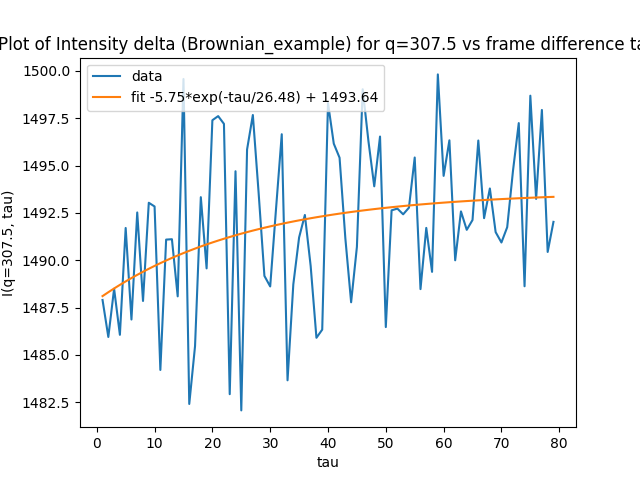 Plot of Intensity delta (Brownian_example) for q=307.5 vs frame difference
data
fit -5.75*exp(-tau/26.48) + 1493.64
1500.0
1497.5
1495.0
1492.5
1490.0
1487.5
1485.0
1482.5
I(q=307.5, tau)
0 10 20 30 40 50 60 70 80
tau